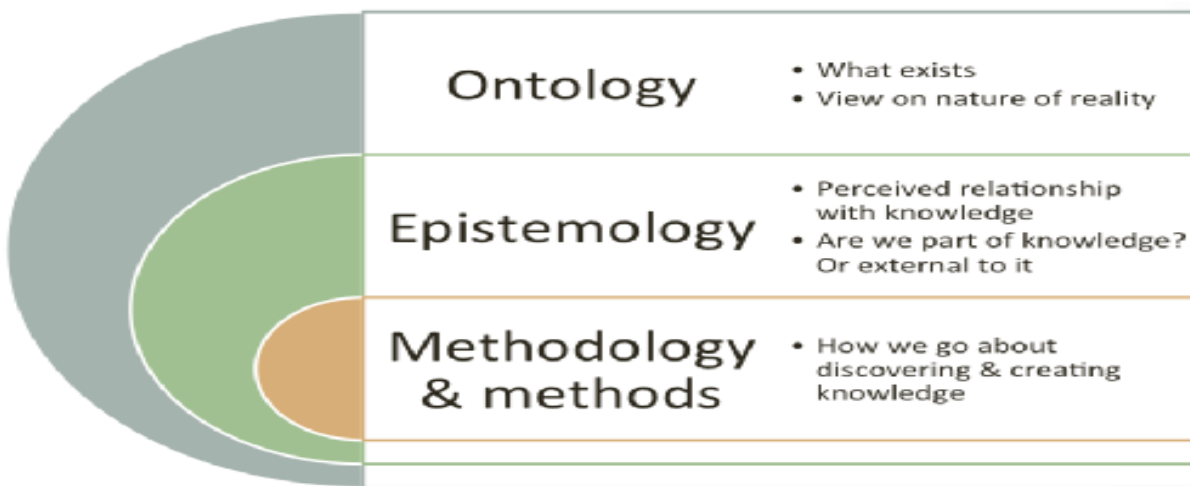 Ontology
• What exists
• View on nature of reality
Epistemology
• Perceived relationship
with knowledge
• Are we part of knowledge?
Or external to it
Methodology
& methods
• How we go about
discovering & creating
knowledge